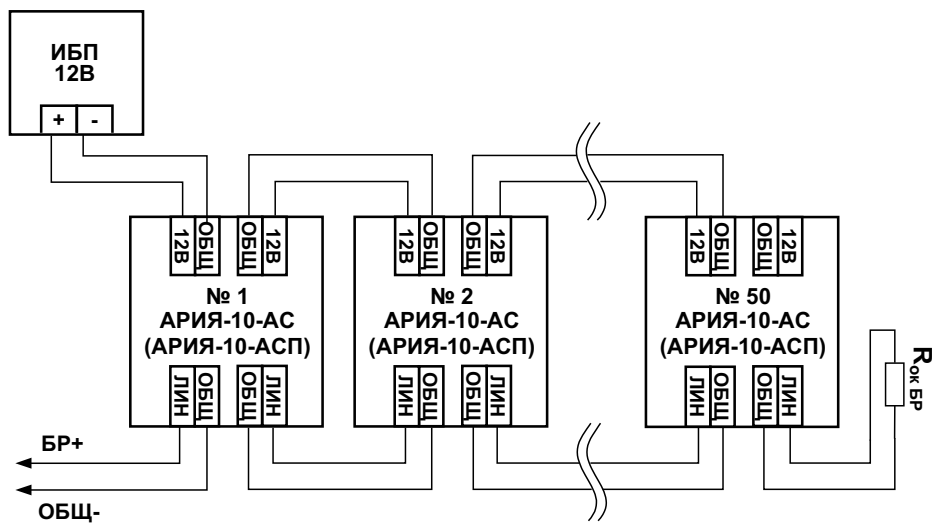 ИБП
12В
+ -
12В ОБЩ ОБЩ 12В
№ 1
АРИЯ-10-АС
(АРИЯ-10-АСП)
ЛИН ОБЩ ОБЩ ЛИН
12В ОБЩ ОБЩ 12В
№ 2
АРИЯ-10-АС
(АРИЯ-10-АСП)
ЛИН ОБЩ ОБЩ ЛИН
12В ОБЩ ОБЩ 12В
№ 50
АРИЯ-10-АС
(АРИЯ-10-АСП)
ЛИН ОБЩ ОБЩ ЛИН
Rок БР
БР+
ОБЩ-